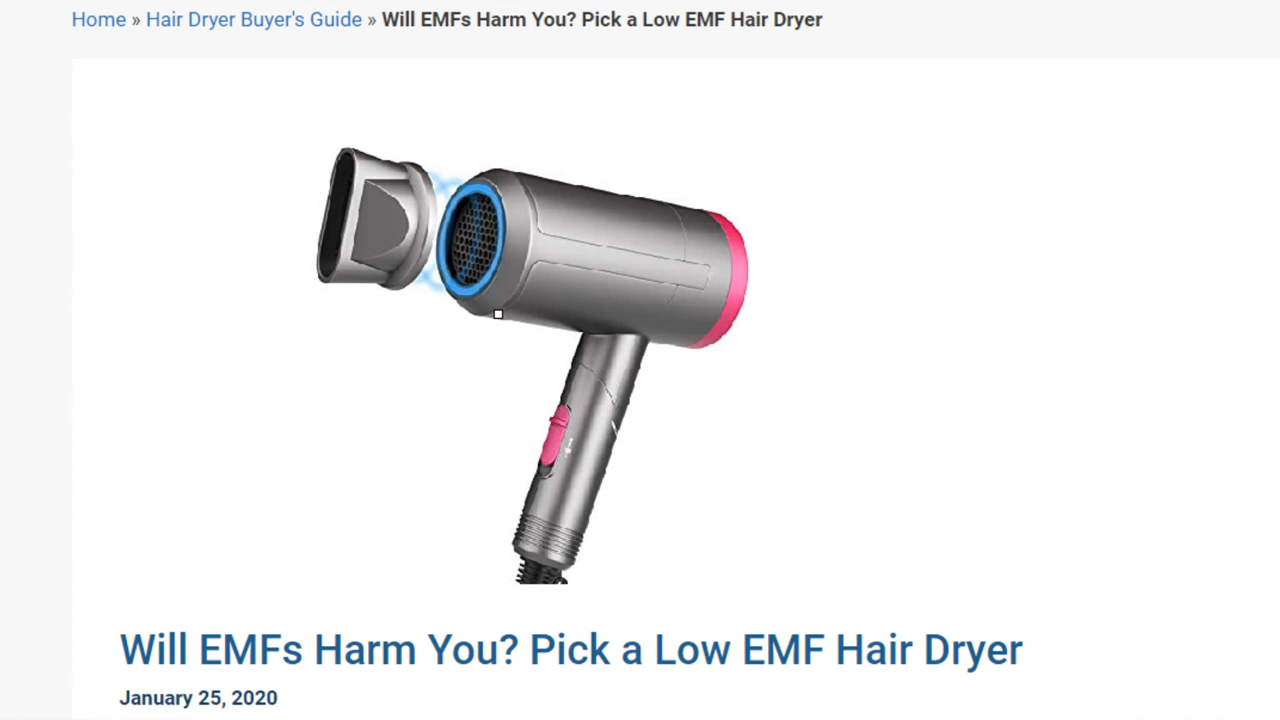 Home » Hair Dryer Buyer's Guide » Will EMFs Harm You? Pick a Low EMF Hair Dryer
Will EMFs Harm You? Pick a Low EMF Hair Dryer
January 25, 2020